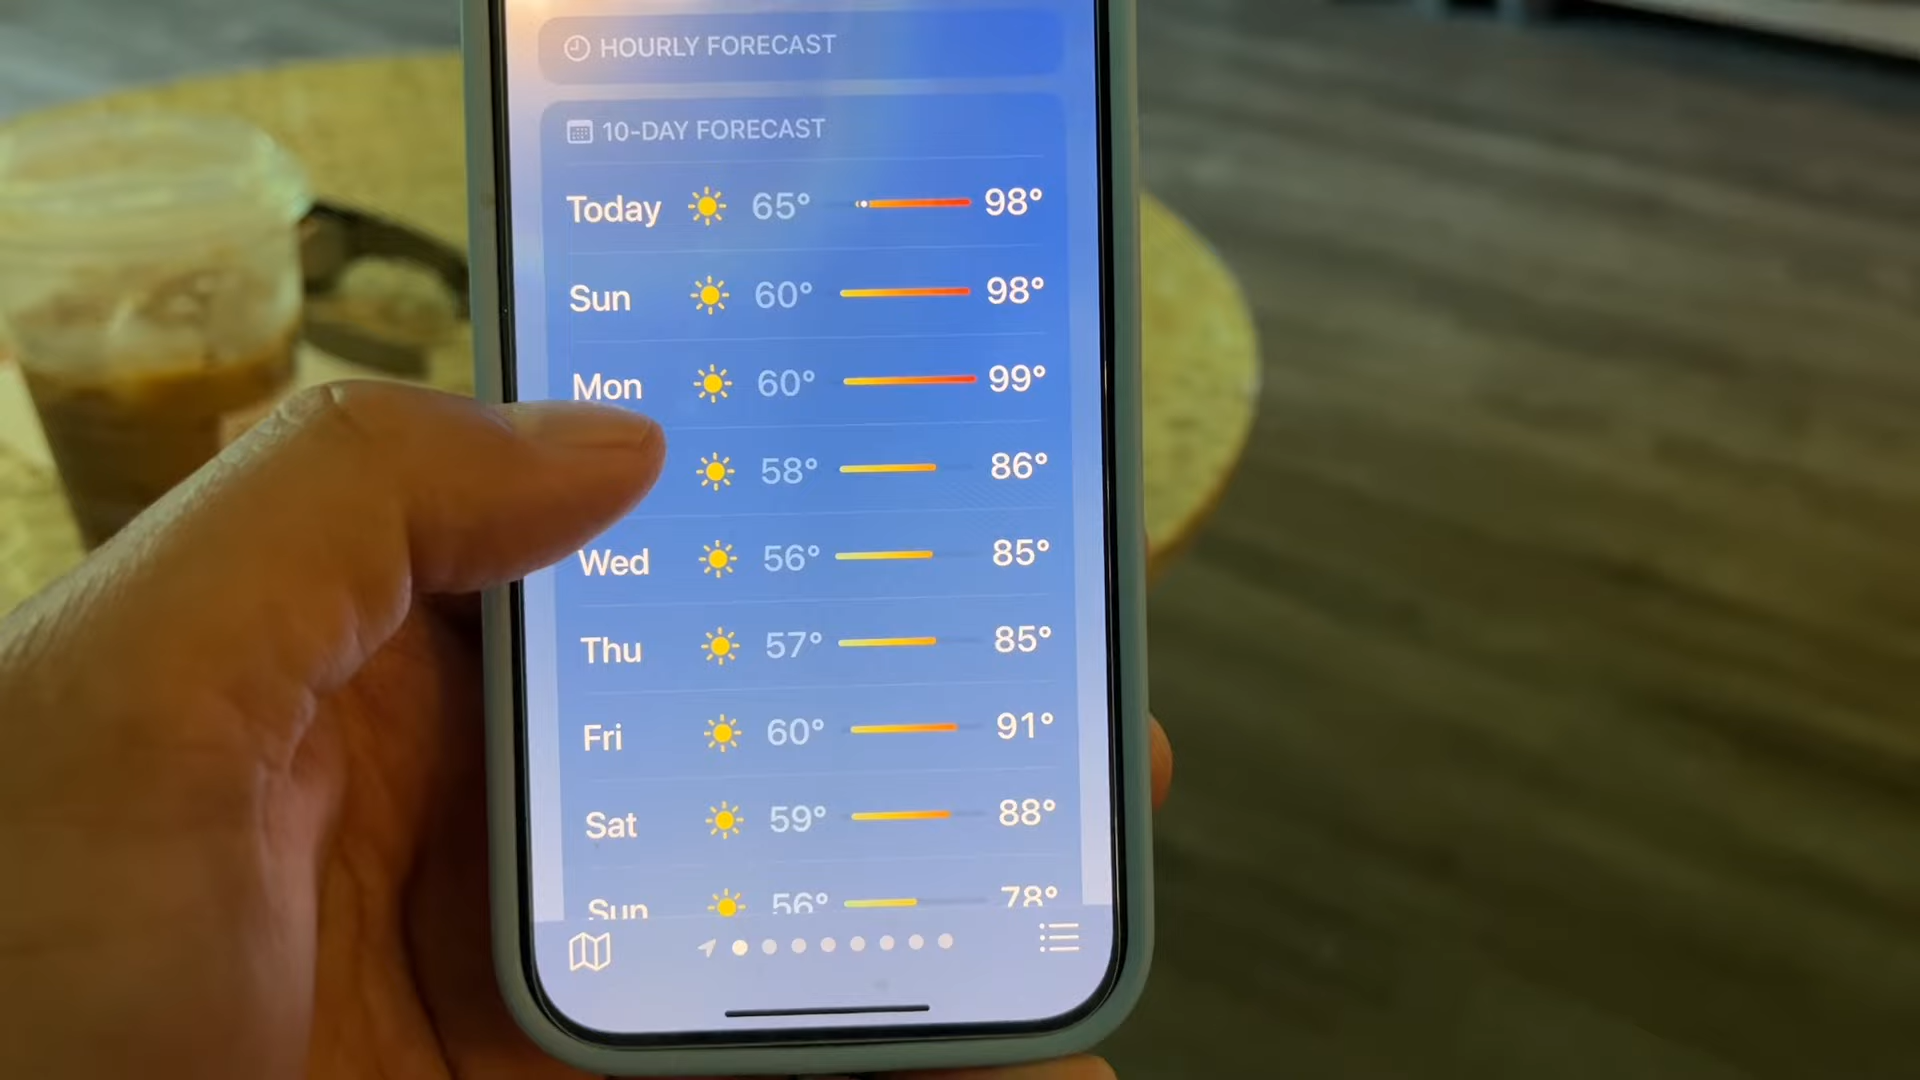 HOURLY FORECAST
10-DAY FORECAST
Today 65° 98°
Sun 60° 98°
Mon 60° 99°
58° 86°
Wed 56° 85°
Thu 57° 85°
Fri 60° 91°
Sat 59° 88°
Sun 56° 78°